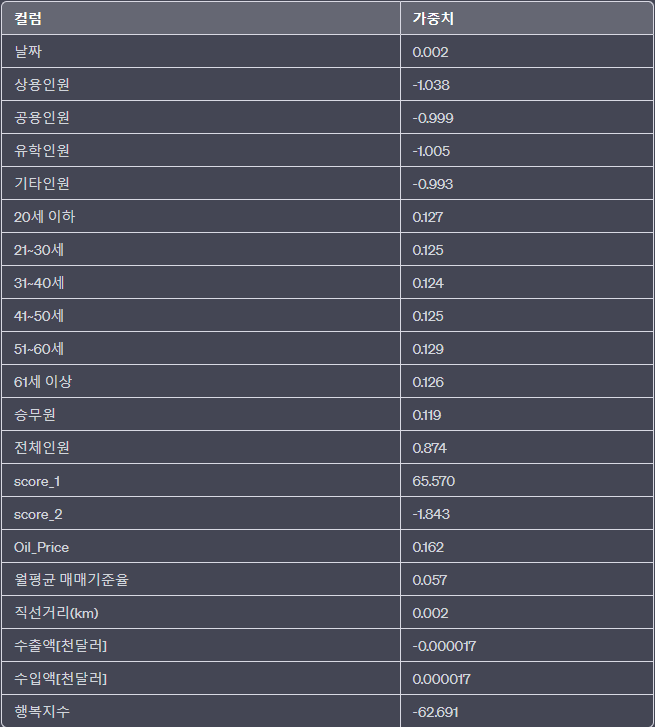 컬럼 가중치
날짜 0.002
상용인원 -1.038
공용인원 -0.999
유학인원 -1.005
기타인원 -0.993
20세 이하 0.127
21~30세 0.125
31~40세 0.124
41~50세 0.125
51~60세 0.129
61세 이상 0.126
승무원 0.119
전체인원 0.874
score_1 65.570
score_2 -1.843
Oil_Price 0.162
월평균 매매기준율 0.057
직선거리(km) 0.002
수출액[천달러] -0.000017
수입액[천달러] 0.000017
행복지수 -62.691